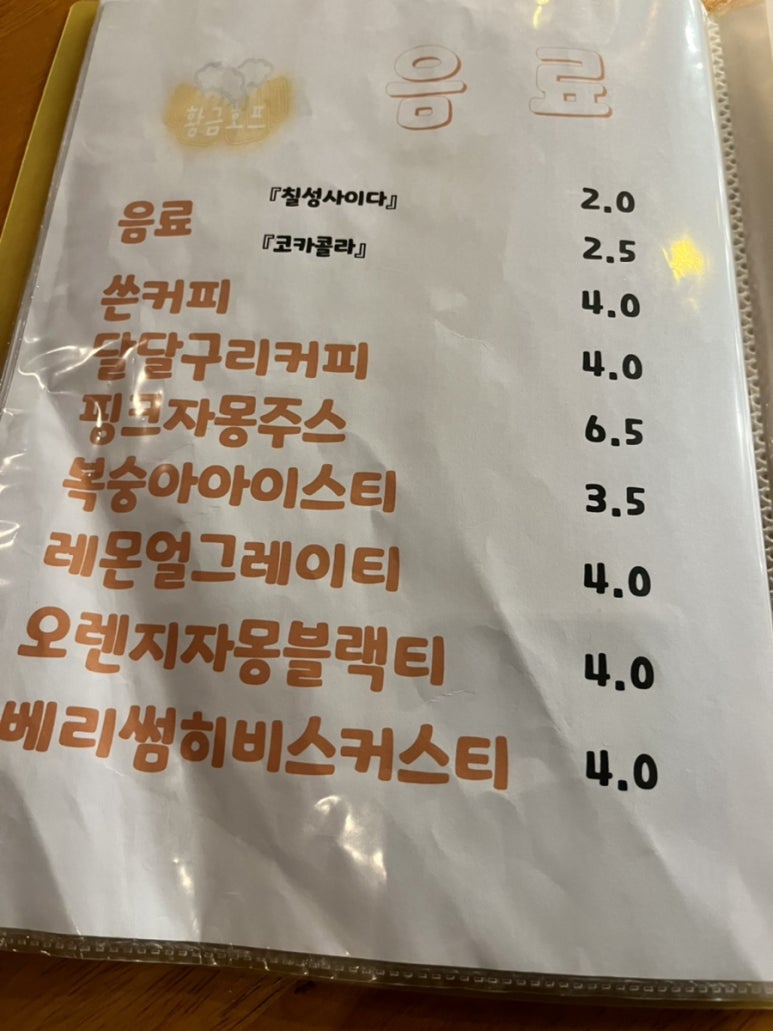 황금호프
음료
음료 『칠성사이다』 2.0
『코카콜라』 2.5
쓴커피 4.0
달달구리커피 4.0
핑크자몽주스 6.5
복숭아아이스티 3.5
레몬얼그레이티 4.0
오렌지자몽블랙티 4.0
베리썸히비스커스티 4.0